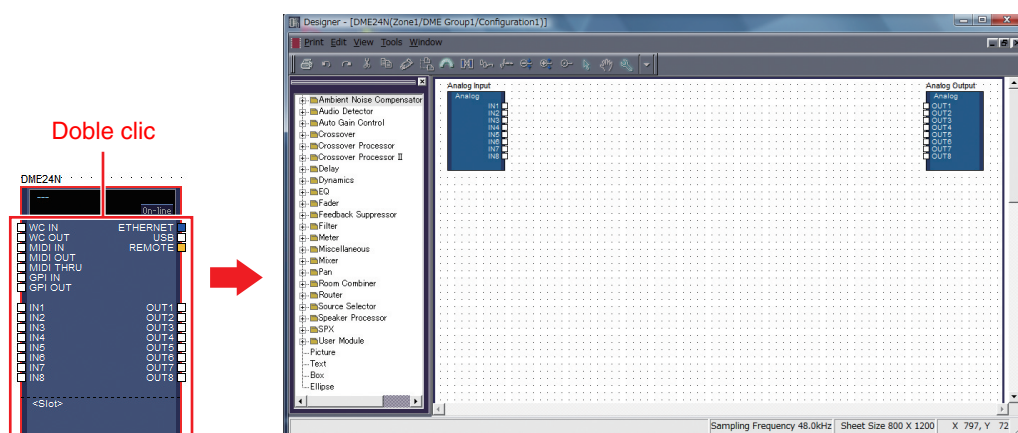 Doble clic
DME24N
---
On-line
WC IN ETHERNET
WC OUT USB
MIDI IN REMOTE
MIDI OUT
MIDI THRU
GPI IN
GPI OUT
IN1 OUT1
IN2 OUT2
IN3 OUT3
IN4 OUT4
IN5 OUT5
IN6 OUT6
IN7 OUT7
IN8 OUT8
<Slot>
Designer - [DME24N(Zone1/DME Group1/Configuration1)]
Print Edit View Tools Window
Ambient Noise Compensator
Audio Detector
Auto Gain Control
Crossover
Crossover Processor
Crossover Processor II
Delay
Dynamics
EQ
Fader
Feedback Suppressor
Filter
Meter
Miscellaneous
Mixer
Pan
Room Combiner
Router
Source Selector
Speaker Processor
SPX
User Module
Picture
Text
Box
Ellipse
Analog Input
Analog
IN1
IN2
IN3
IN4
IN5
IN6
IN7
IN8
Analog Output
Analog
OUT1
OUT2
OUT3
OUT4
OUT5
OUT6
OUT7
OUT8
Sampling Frequency 48.0kHz Sheet Size 800 X 1200 X 797, Y 72